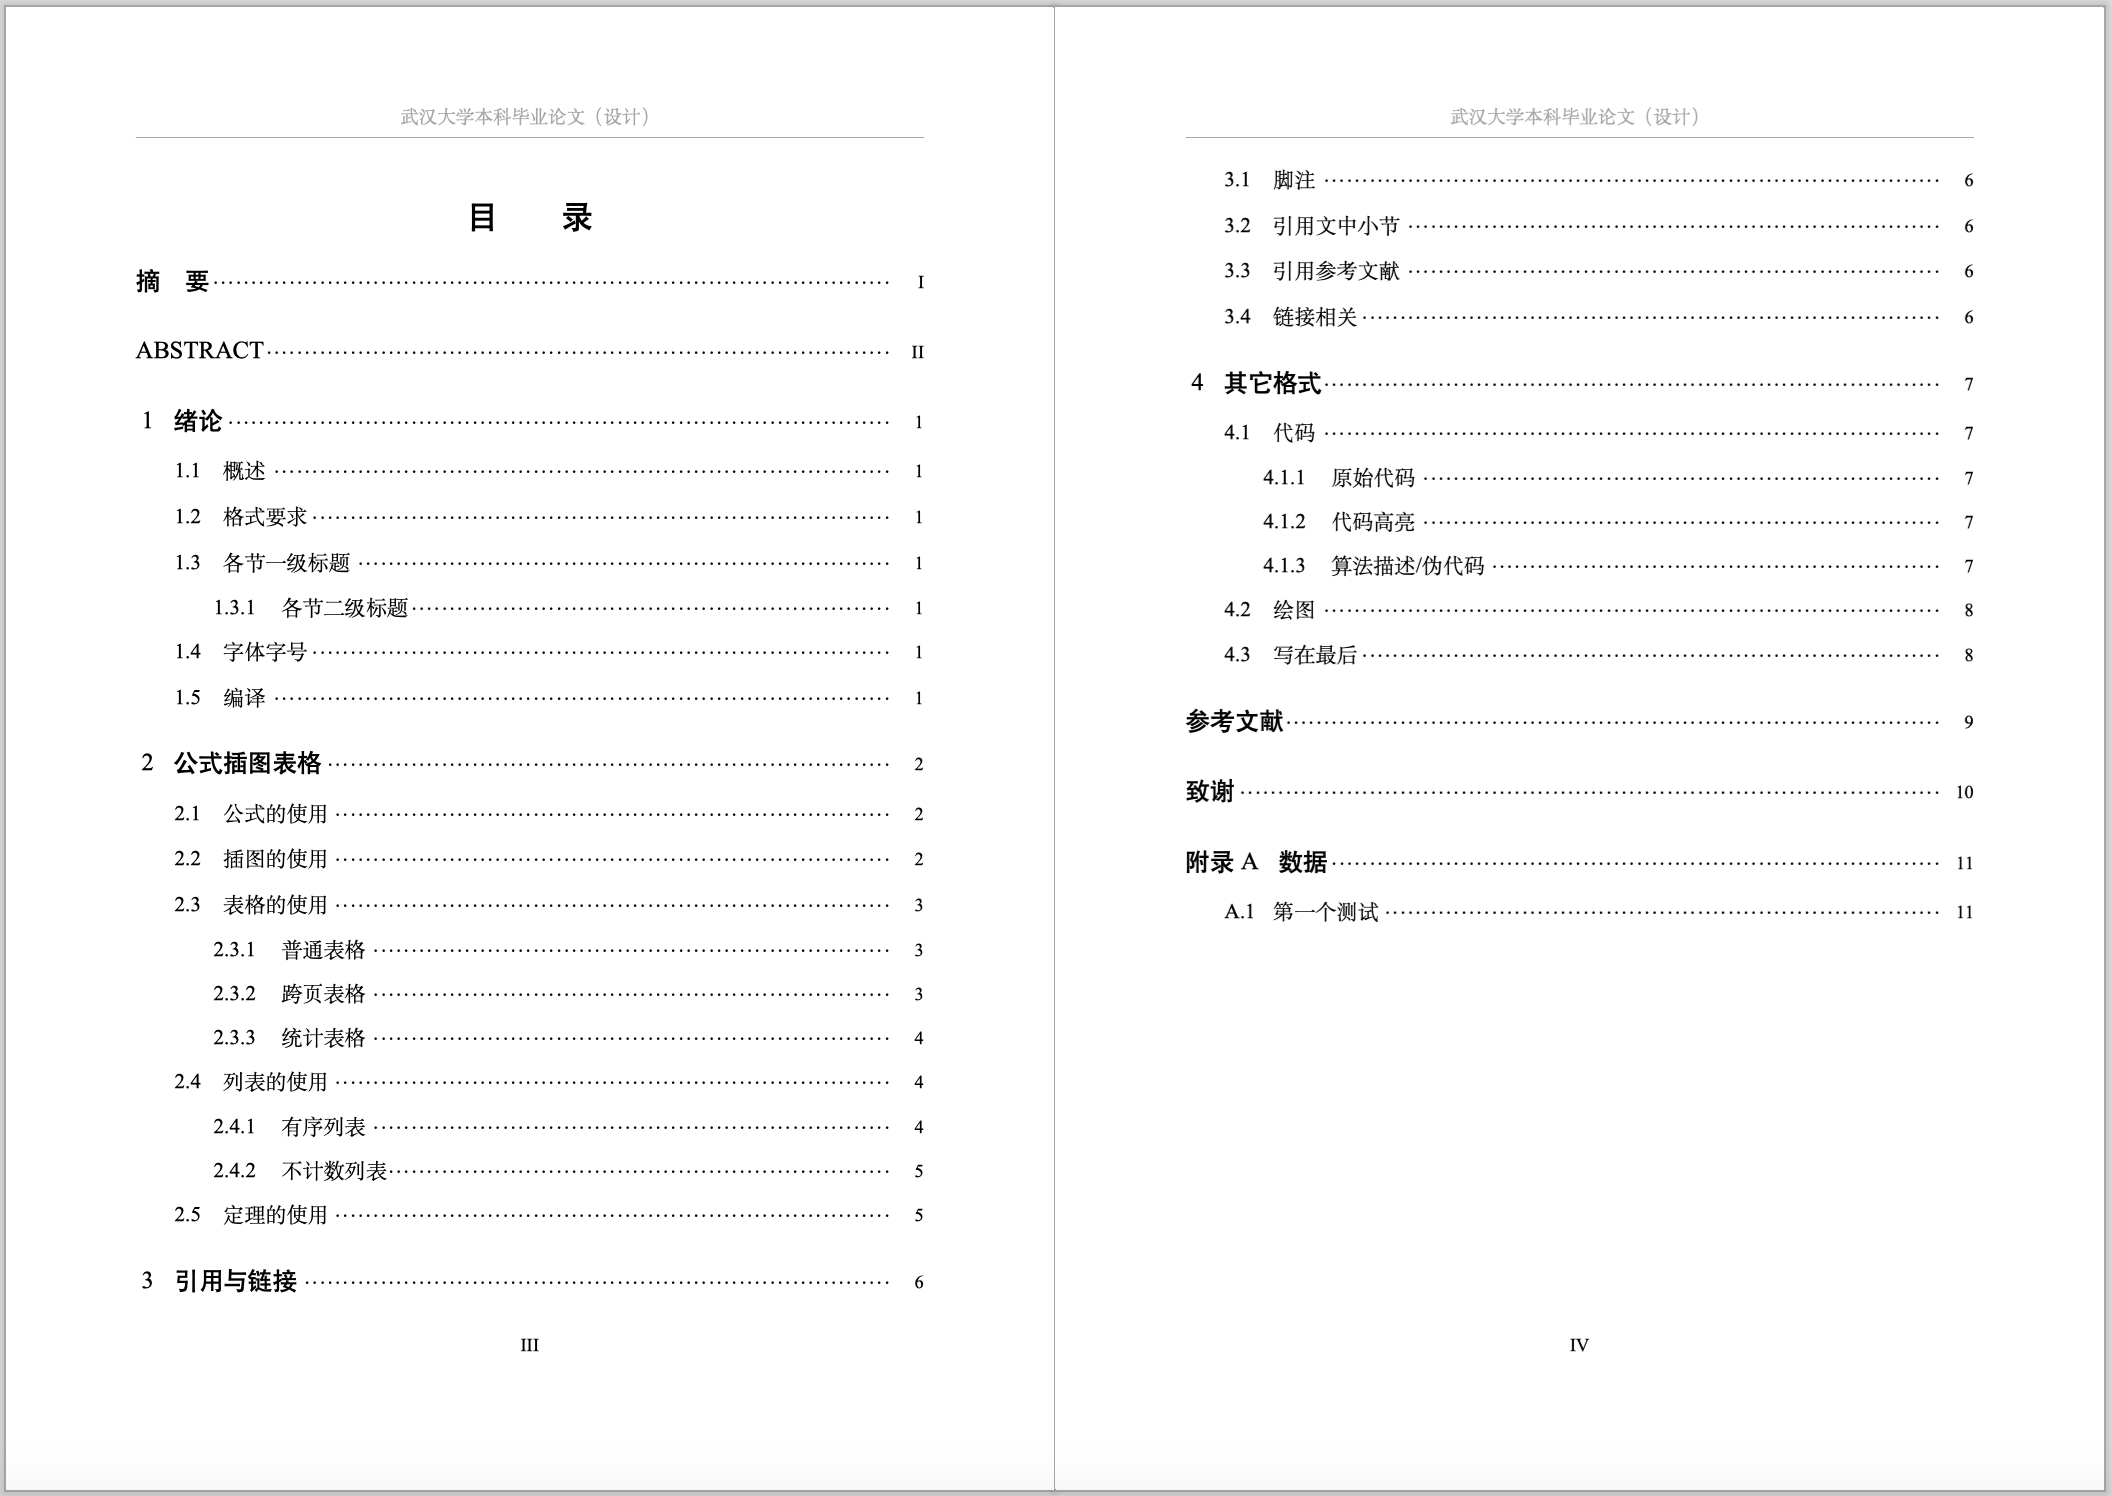 武汉大学本科毕业论文（设计）
目 录
摘 要 I
ABSTRACT II
1 绪论 1
1.1 概述 1
1.2 格式要求 1
1.3 各节一级标题 1
1.3.1 各节二级标题 1
1.4 字体字号 1
1.5 编译 1
2 公式插图表格 2
2.1 公式的使用 2
2.2 插图的使用 2
2.3 表格的使用 3
2.3.1 普通表格 3
2.3.2 跨页表格 3
2.3.3 统计表格 4
2.4 列表的使用 4
2.4.1 有序列表 4
2.4.2 不计数列表 5
2.5 定理的使用 5
3 引用与链接 6
III
武汉大学本科毕业论文（设计）
3.1 脚注 6
3.2 引用文中小节 6
3.3 引用参考文献 6
3.4 链接相关 6
4 其它格式 7
4.1 代码 7
4.1.1 原始代码 7
4.1.2 代码高亮 7
4.1.3 算法描述/伪代码 7
4.2 绘图 8
4.3 写在最后 8
参考文献 9
致谢 10
附录 A 数据 11
A.1 第一个测试 11
IV